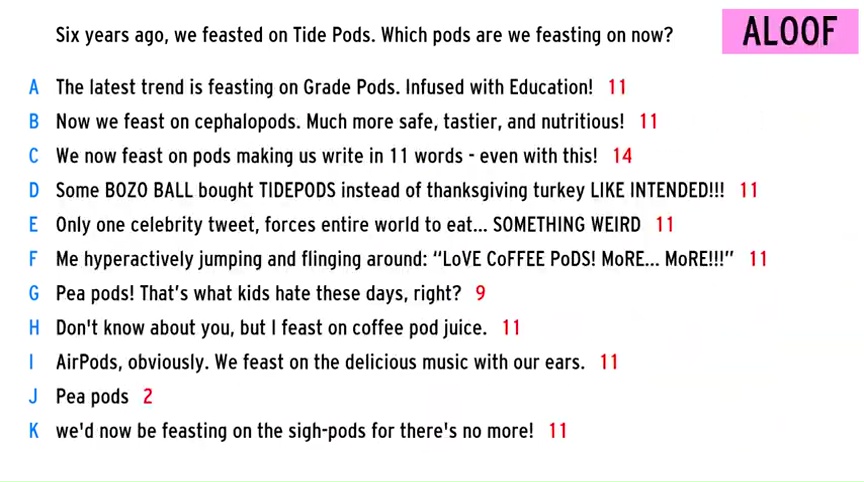 Six years ago, we feasted on Tide Pods. Which pods are we feasting on now?
ALOOF
A The latest trend is feasting on Grade Pods. Infused with Education! 11
B Now we feast on cephalopods. Much more safe, tastier, and nutritious! 11
C We now feast on pods making us write in 11 words - even with this! 14
D Some BOZO BALL bought TIDEPODS instead of thanksgiving turkey LIKE INTENDED!!! 11
E Only one celebrity tweet, forces entire world to eat... SOMETHING WEIRD 11
F Me hyperactively jumping and flinging around: “LoVE CoFFEE PoDS! MoRE... MoRE!!!” 11
G Pea pods! That’s what kids hate these days, right? 9
H Don't know about you, but I feast on coffee pod juice. 11
I AirPods, obviously. We feast on the delicious music with our ears. 11
J Pea pods 2
K we'd now be feasting on the sigh-pods for there's no more! 11